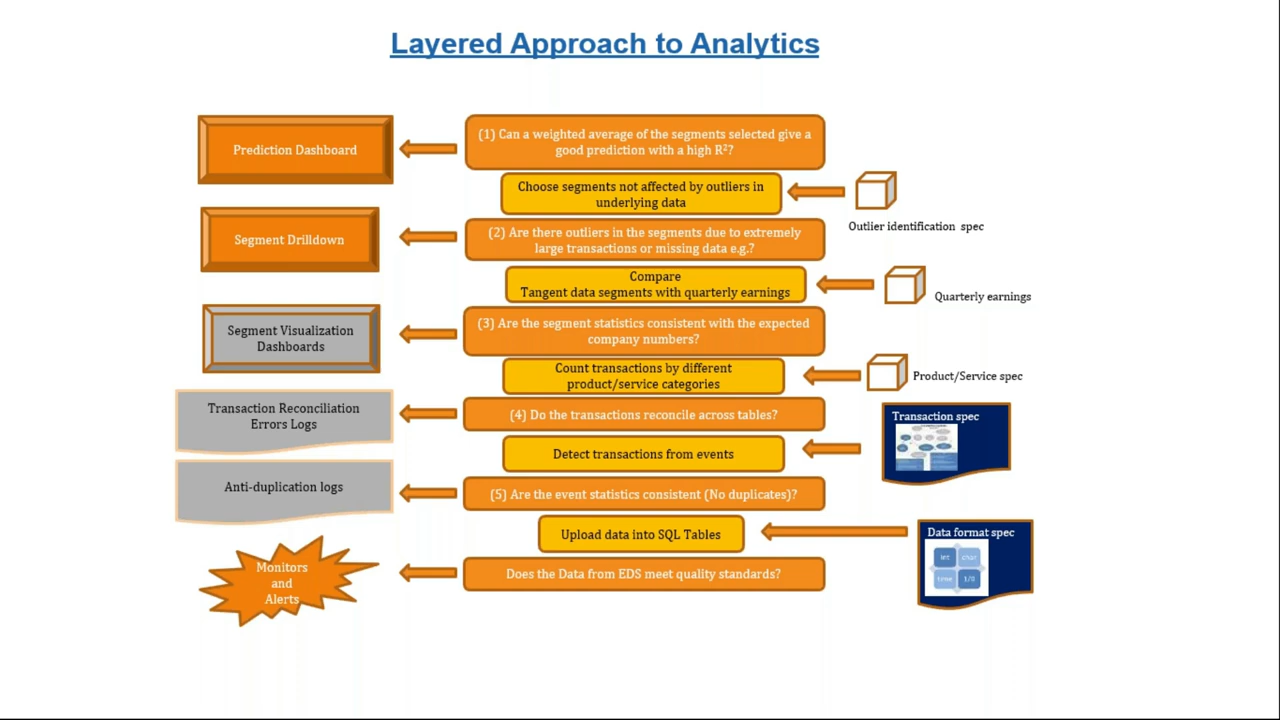 Layered Approach to Analytics
Prediction Dashboard
(1) Can a weighted average of the segments selected give a
good prediction with a high R²?
Choose segments not affected by outliers in
underlying data
Outlier identification spec
Segment Drilldown
(2) Are there outliers in the segments due to extremely
large transactions or missing data e.g.?
Compare
Tangent data segments with quarterly earnings
Quarterly earnings
Segment Visualization
Dashboards
(3) Are the segment statistics consistent with the expected
company numbers?
Count transactions by different
product/service categories
Product/Service spec
Transaction Reconciliation
Errors Logs
(4) Do the transactions reconcile across tables?
Transaction spec
Detect transactions from events
Anti-duplication logs
(5) Are the event statistics consistent (No duplicates)?
Upload data into SQL Tables
Data format spec
int
char
time
1/0
Monitors
and
Alerts
Does the Data from EDS meet quality standards?